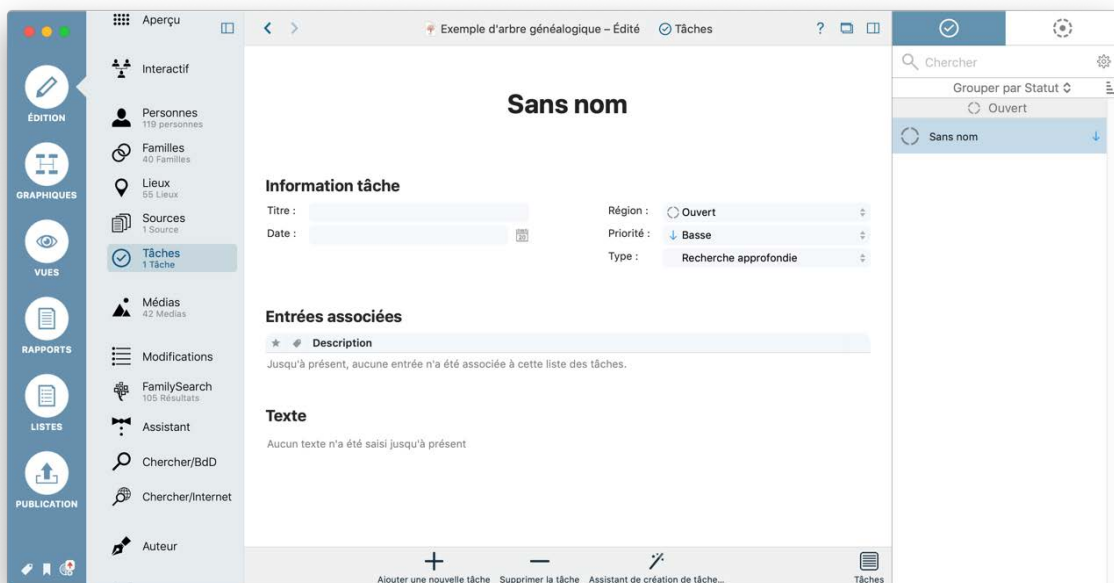 ÉDITION
GRAPHIQUES
VUES
RAPPORTS
LISTES
PUBLICATION
Aperçu
Interactif
Personnes
119 personnes
Familles
40 Familles
Lieux
55 Lieux
Sources
1 Source
Tâches
1 Tâche
Médias
42 Medias
Modifications
FamilySearch
105 Résultats
Assistant
Chercher/BdD
Chercher/Internet
Auteur
Exemple d'arbre généalogique – Édité Tâches ?
Sans nom
Information tâche
Titre :
Date :
Région : Ouvert
Priorité : Basse
Type : Recherche approfondie
Entrées associées
Description
Jusqu'à présent, aucune entrée n'a été associée à cette liste des tâches.
Texte
Aucun texte n'a été saisi jusqu'à présent
Ajouter une nouvelle tâche Supprimer la tâche Assistant de création de tâche... Tâches
Chercher
Grouper par Statut
Ouvert
Sans nom